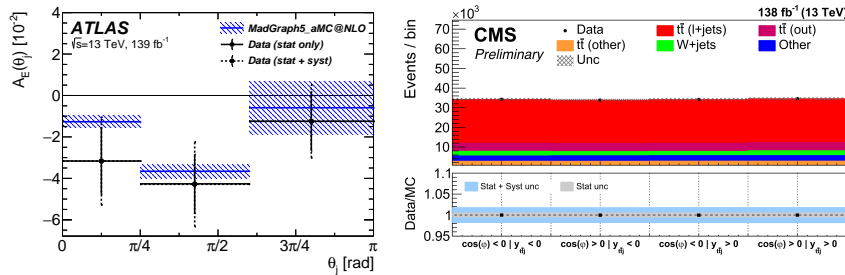 ATLAS
√s=13 TeV, 139 fb⁻¹
MadGraph5_aMC@NLO
Data (stat only)
Data (stat + syst)
A_E(θ_j) [10⁻²]
4
2
0
−2
−4
−6
0
π/4
π/2
3π/4
π
θ_j [rad]
×10³
138 fb⁻¹ (13 TeV)
CMS
Preliminary
Data
tt̄ (l+jets)
tt̄ (out)
tt̄ (other)
W+jets
Other
Unc
Events / bin
70
60
50
40
30
20
10
Data/MC
1.1
1.05
1
0.95
Stat + Syst unc
Stat unc
cos(φ) < 0 | y_tt̄j < 0
cos(φ) > 0 | y_tt̄j < 0
cos(φ) < 0 | y_tt̄j > 0
cos(φ) > 0 | y_tt̄j > 0